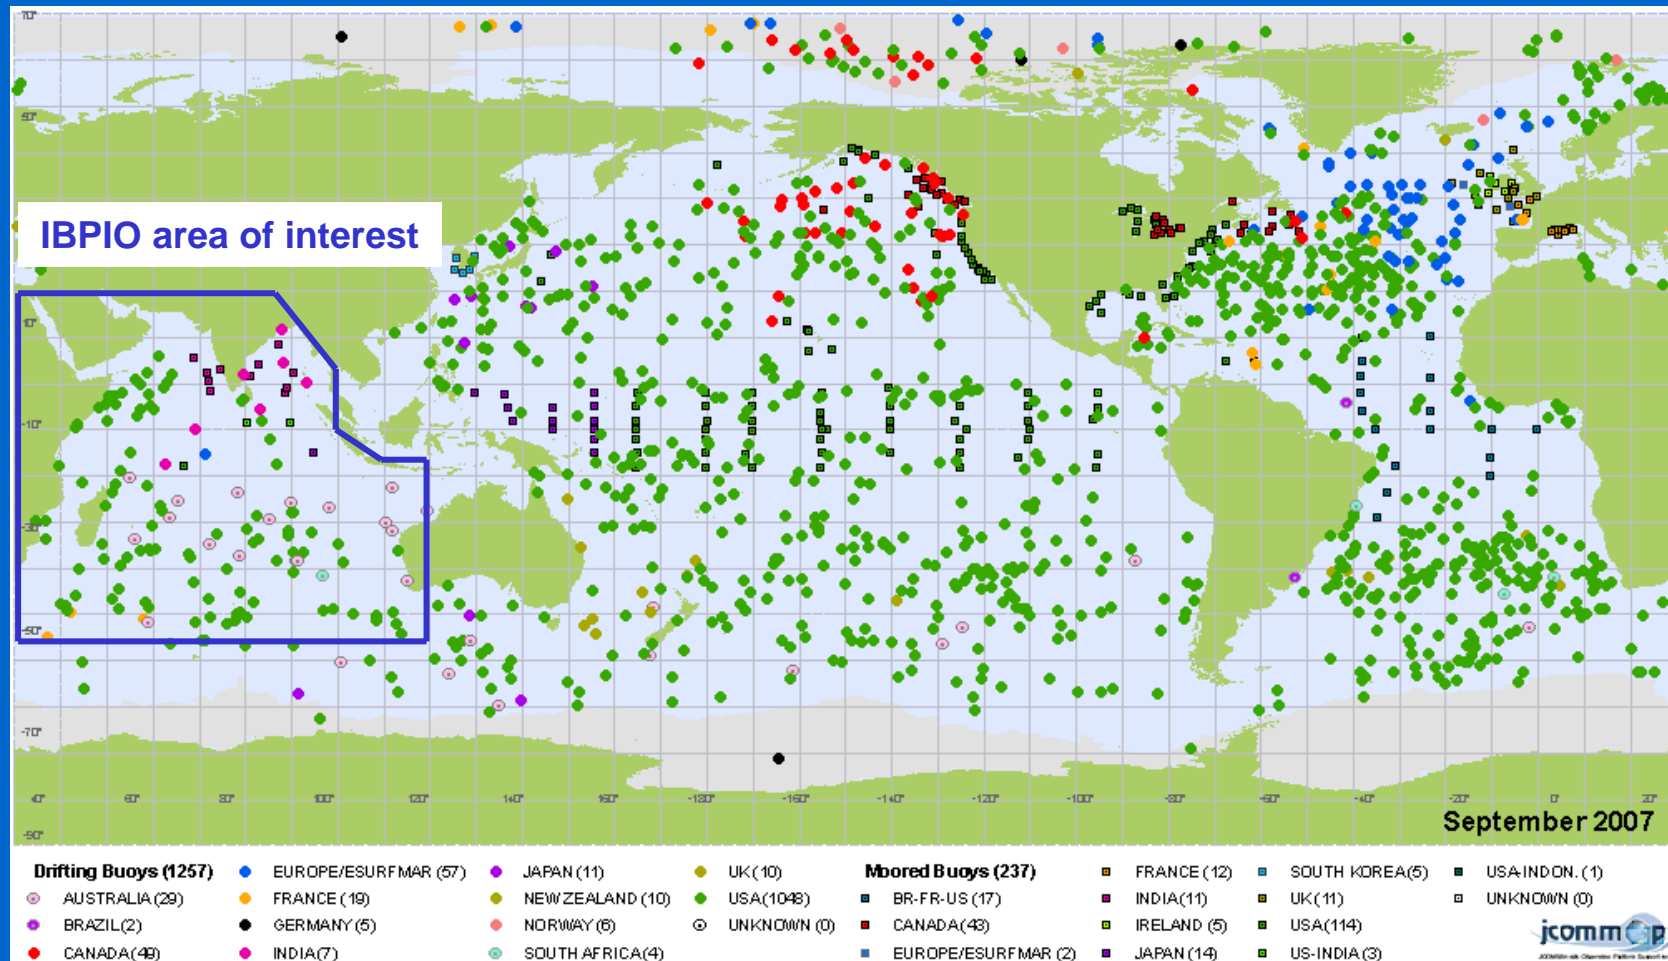 70°
50°
IBPIO area of interest
10°
-10°
-30°
-50°
-70°
40° 60° 80° 100° 120° 140° 160° -180° -160° -140° -120° -100° -80° -60° -40° -20° 0° 20°
September 2007
-90°
Drifting Buoys (1257) EUROPE/ESURFMAR (57) JAPAN (11) UK (10) Moored Buoys (237) FRANCE (12) SOUTH KOREA(5) USA-INDON. (1)
AUSTRALIA (29) FRANCE (19) NEW ZEALAND (10) USA(1048) BR-FR-US (17) INDIA(11) UK (11) UNKNOWN (0)
BRAZIL(2) GERMANY (5) NORWAY (6) UNKNOWN (0) CANADA(43) IRELAND (5) USA(114)
CANADA(49) INDIA(7) SOUTH AFRICA(4) EUROPE/ESURFMAR (2) JAPAN (14) US-INDIA (3)
jcommop